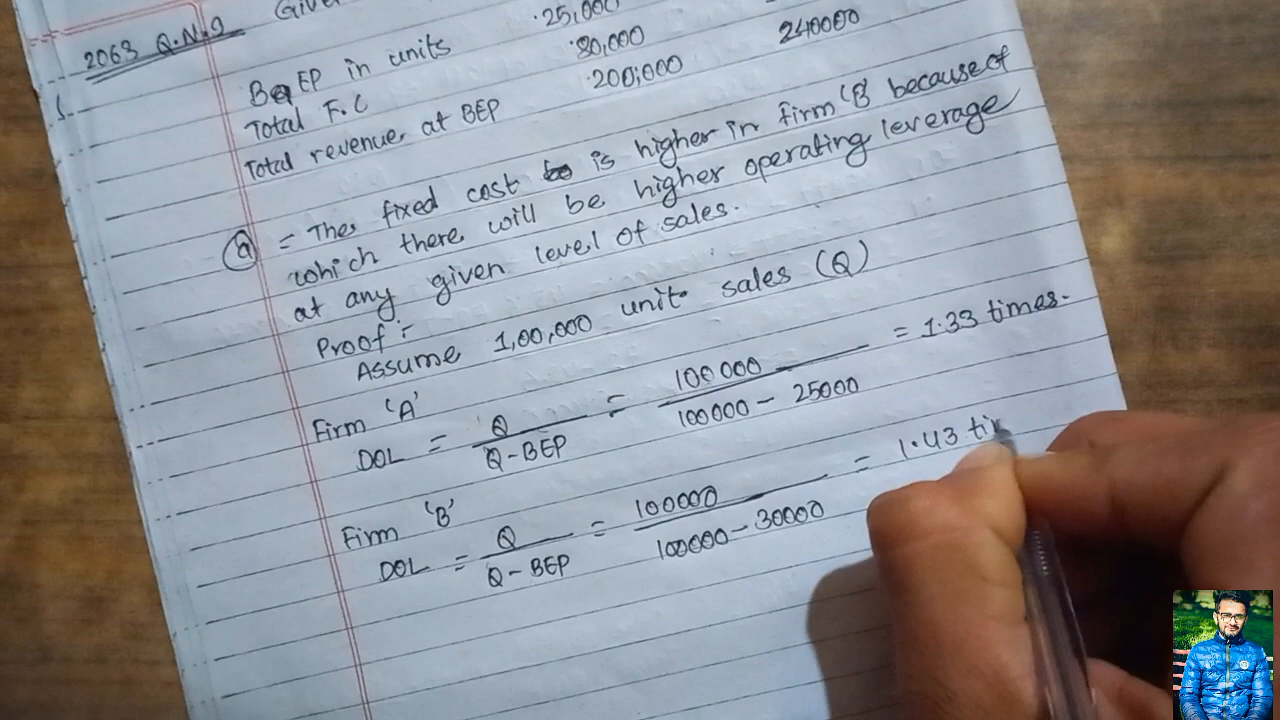 2063 Q.N.2 Given
BEP in units 25,000
Total F.C 80,000
Total revenue at BEP 200,000 240000
(a) = The fixed cost is higher in firm 'B' because of
which there will be higher operating leverage
at any given level of sales.
Proof :-
Assume 1,00,000 unit sales (Q)
Firm 'A'
DOL = Q / Q - BEP = 100000 / 100000 - 25000 = 1.33 times.
Firm 'B'
DOL = Q / Q - BEP = 100000 / 100000 - 30000 = 1.43 ti